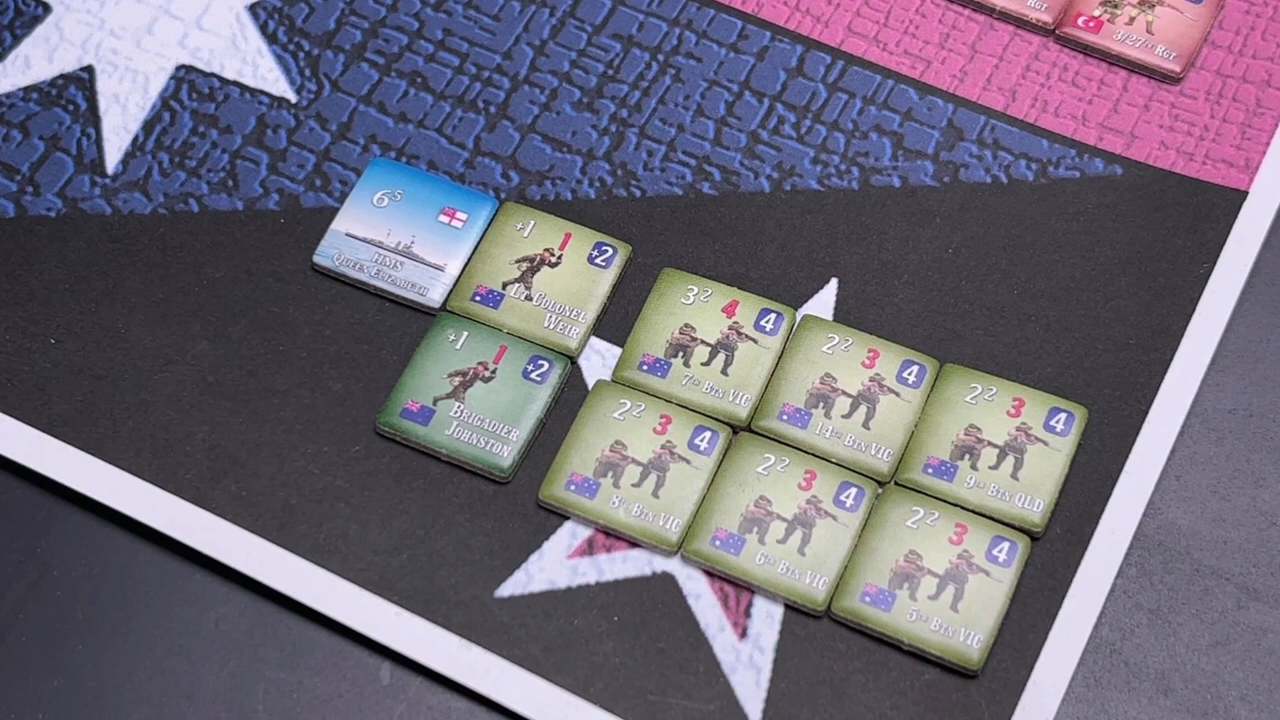 Rgt
3/27th Rgt
6⁵
HMS
Queen Elizabeth
+1 1 +2
Lt Colonel
Weir
+1 1 +2
Brigadier
Johnston
3² 4 4
7th Btn VIC
2² 3 4
14th Btn VIC
2² 3 4
9th Btn QLD
2² 3 4
8th Btn VIC
2² 3 4
6th Btn VIC
2² 3 4
5th Btn VIC